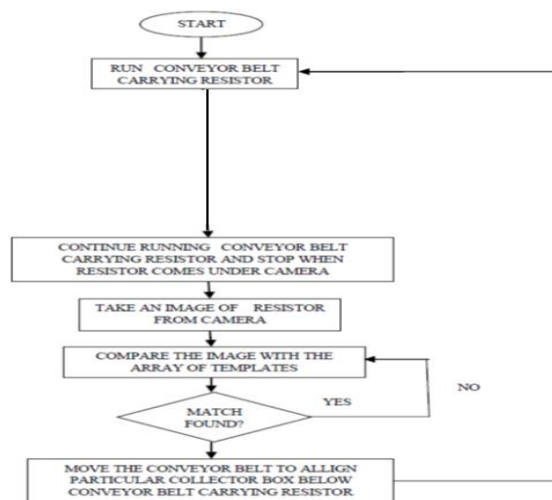 START
RUN CONVEYOR BELT
CARRYING RESISTOR
CONTINUE RUNNING CONVEYOR BELT
CARRYING RESISTOR AND STOP WHEN
RESISTOR COMES UNDER CAMERA
TAKE AN IMAGE OF RESISTOR
FROM CAMERA
COMPARE THE IMAGE WITH THE
ARRAY OF TEMPLATES
NO
YES
MATCH
FOUND?
MOVE THE CONVEYOR BELT TO ALLIGN
PARTICULAR COLLECTOR BOX BELOW
CONVEYOR BELT CARRYING RESISTOR